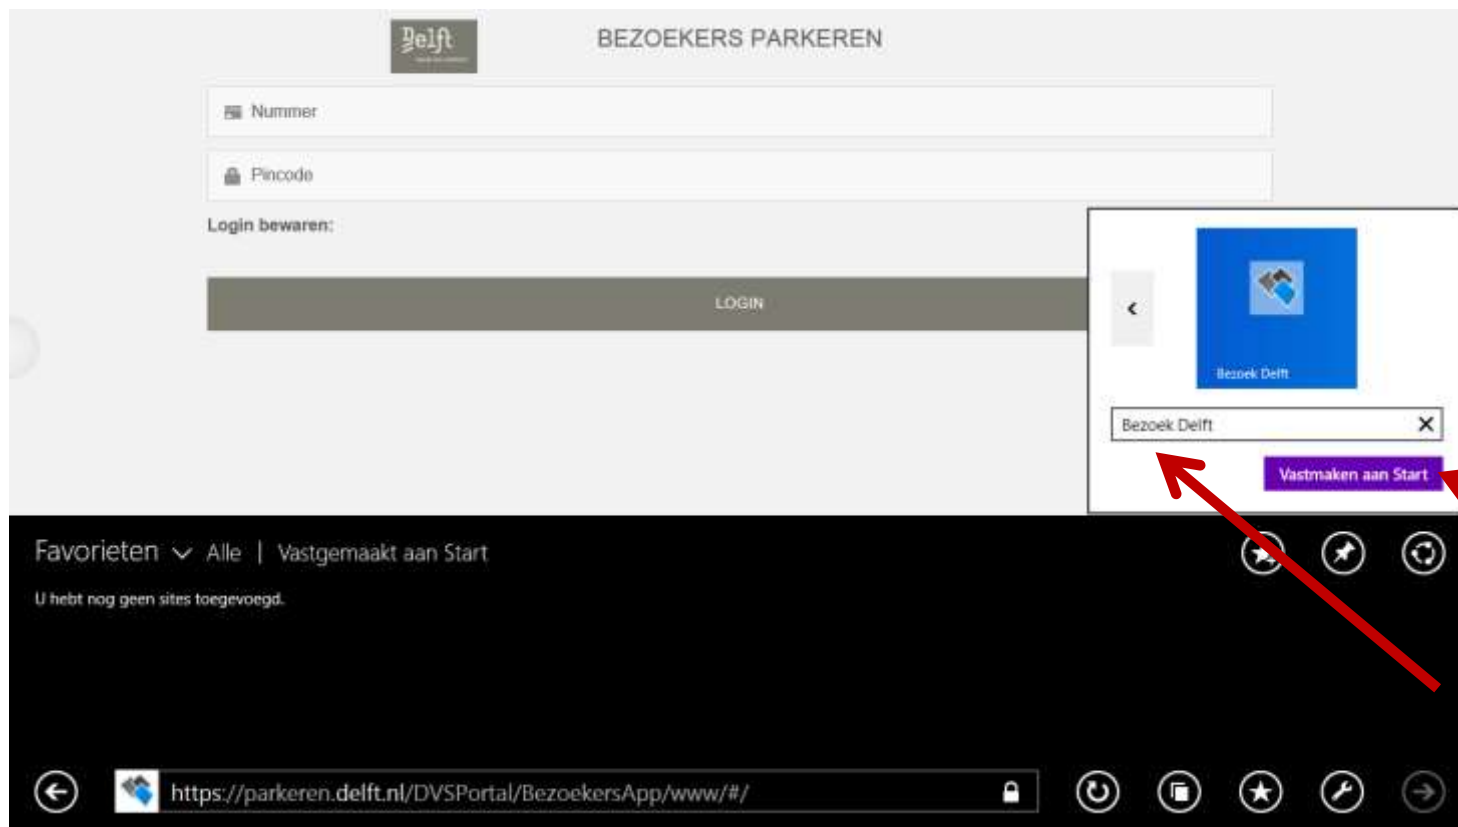 Delft
BEZOEKERS PARKEREN
Nummer
Pincode
Login bewaren:
LOGIN
Bezoek Delft
Bezoek Delft
Vastmaken aan Start
Favorieten Alle | Vastgemaakt aan Start
U hebt nog geen sites toegevoegd.
https://parkeren.delft.nl/DVSPortal/BezoekersApp/www/#/